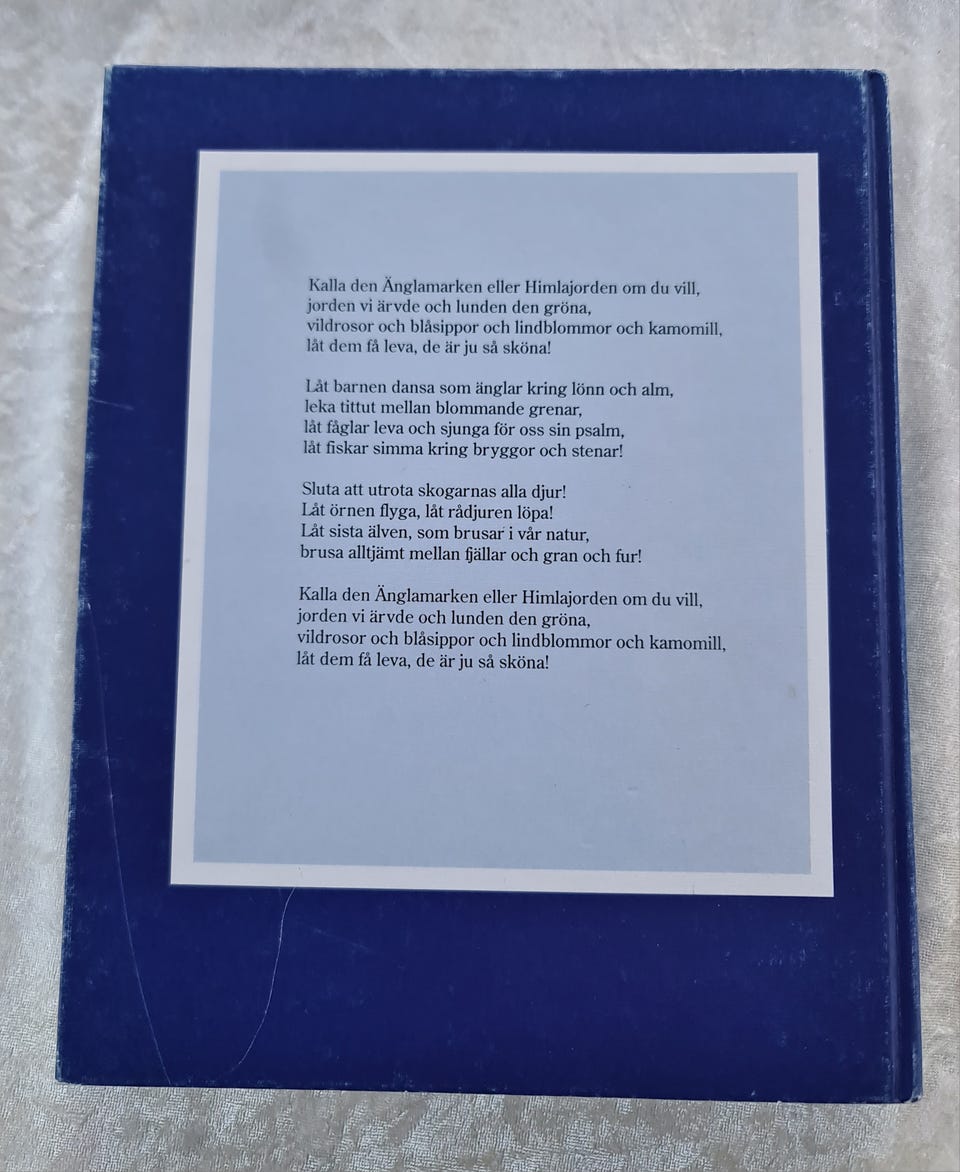 Kalla den Änglamarken eller Himlajorden om du vill,
jorden vi ärvde och lunden den gröna,
vildrosor och blåsippor och lindblommor och kamomill,
låt dem få leva, de är ju så sköna!
Låt barnen dansa som änglar kring lönn och alm,
leka tittut mellan blommande grenar,
låt fåglar leva och sjunga för oss sin psalm,
låt fiskar simma kring bryggor och stenar!
Sluta att utrota skogarnas alla djur!
Låt örnen flyga, låt rådjuren löpa!
Låt sista älven, som brusar i vår natur,
brusa alltjämt mellan fjällar och gran och fur!
Kalla den Änglamarken eller Himlajorden om du vill,
jorden vi ärvde och lunden den gröna,
vildrosor och blåsippor och lindblommor och kamomill,
låt dem få leva, de är ju så sköna!